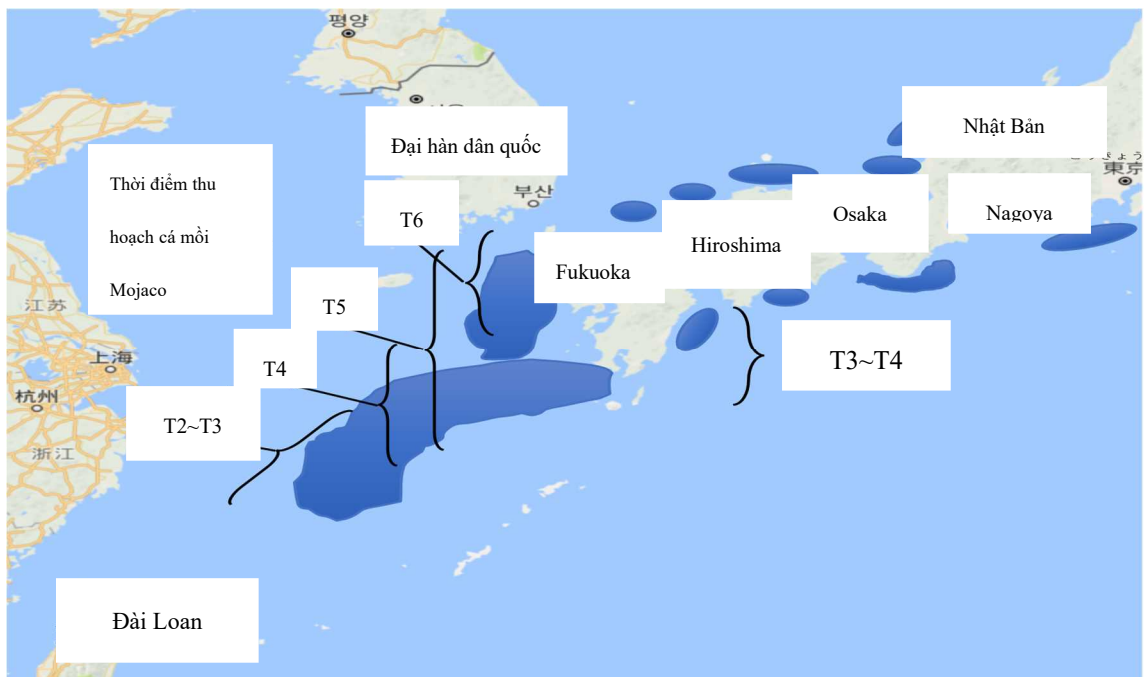 평양
Nhật Bản
Đại hàn dân quốc
東京
Thời điểm thu
hoạch cá mồi
Mojaco
부산
T6
Osaka
Nagoya
Hiroshima
Fukuoka
江苏
T5
上海
T4
T3~T4
杭州
T2~T3
浙江
Đài Loan